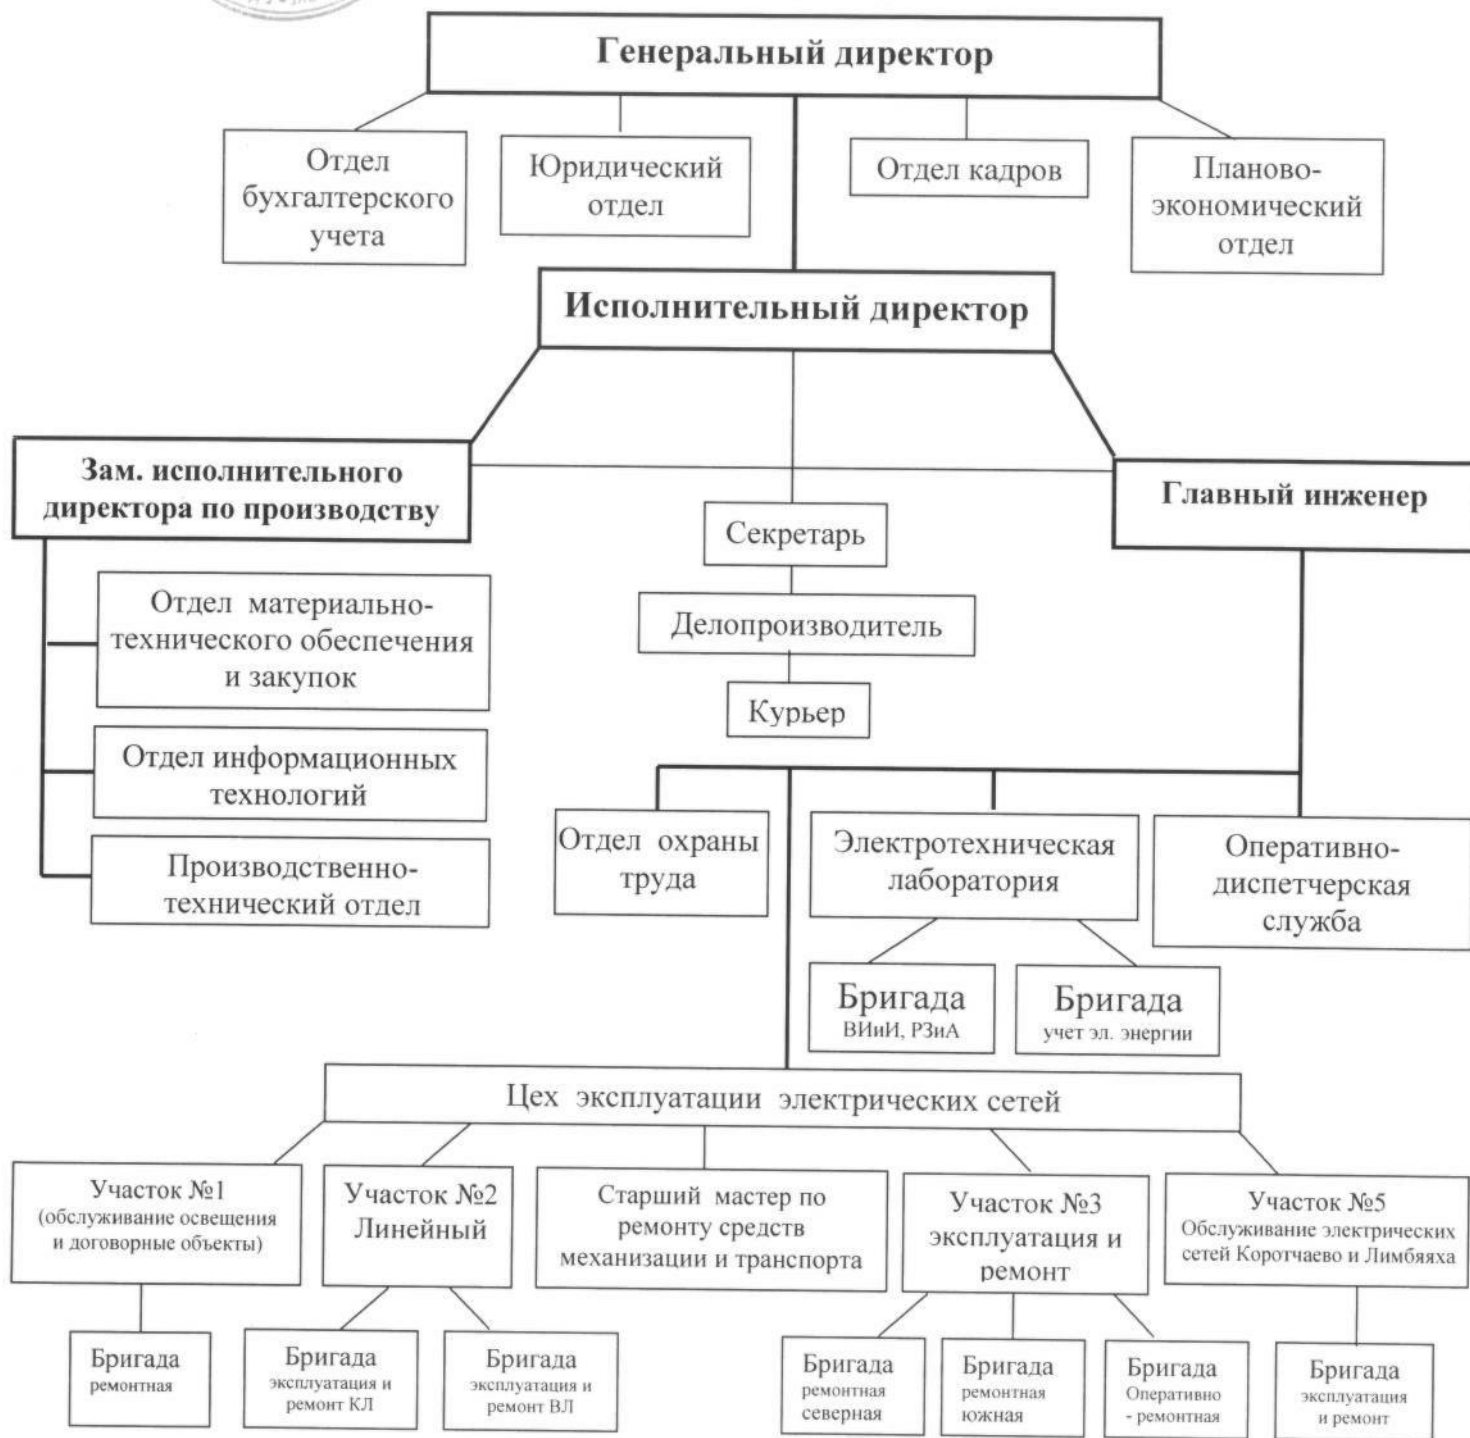 Генеральный директор
Отдел
бухгалтерского
учета
Юридический
отдел
Отдел кадров
Планово-
экономический
отдел
Исполнительный директор
Зам. исполнительного
директора по производству
Главный инженер
Секретарь
Делопроизводитель
Курьер
Отдел материально-
технического обеспечения
и закупок
Отдел информационных
технологий
Производственно-
технический отдел
Отдел охраны
труда
Электротехническая
лаборатория
Оперативно-
диспетчерская
служба
Бригада
ВИиИ, РЗиА
Бригада
учет эл. энергии
Цех эксплуатации электрических сетей
Участок №1
(обслуживание освещения
и договорные объекты)
Участок №2
Линейный
Старший мастер по
ремонту средств
механизации и транспорта
Участок №3
эксплуатация и
ремонт
Участок №5
Обслуживание электрических
сетей Коротчаево и Лимбяяха
Бригада
ремонтная
Бригада
эксплуатация и
ремонт КЛ
Бригада
эксплуатация и
ремонт ВЛ
Бригада
ремонтная
северная
Бригада
ремонтная
южная
Бригада
Оперативно
- ремонтная
Бригада
эксплуатация
и ремонт